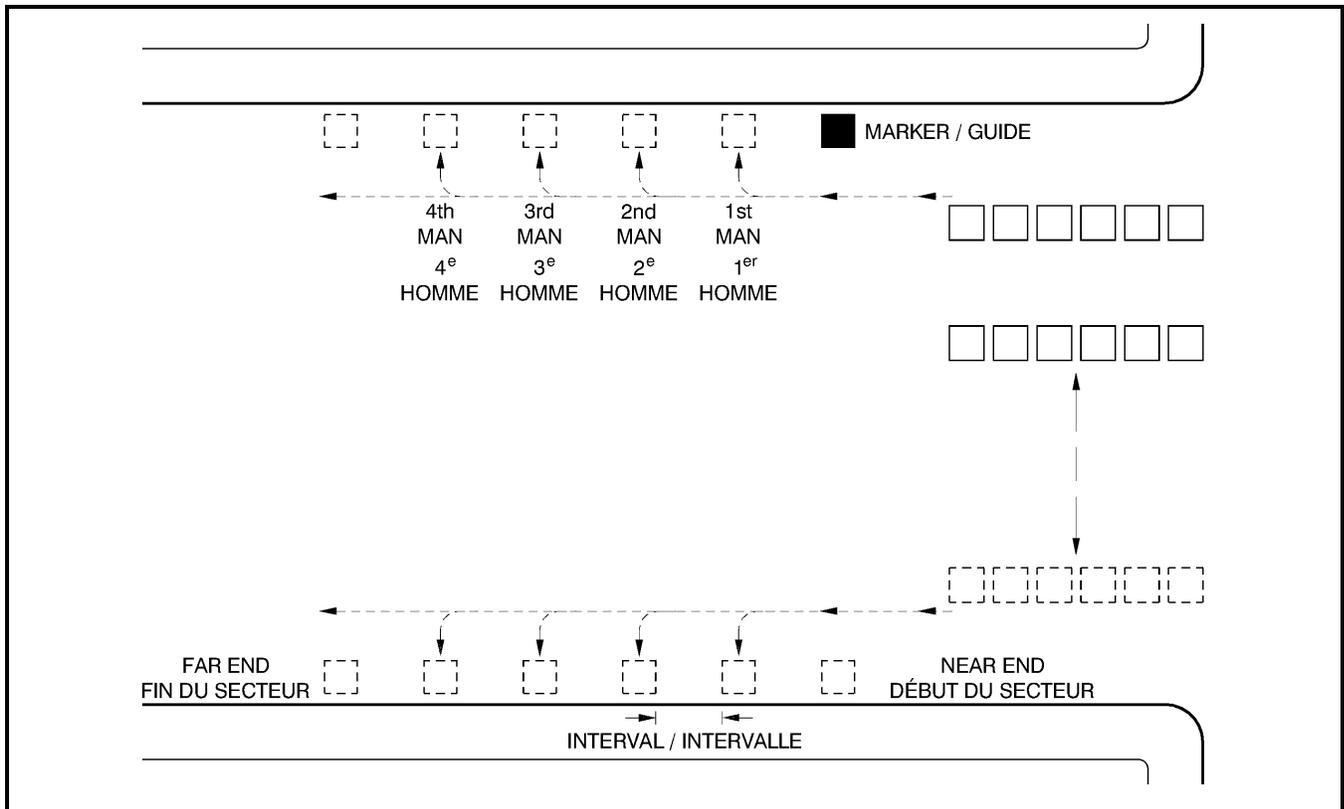 MARKER / GUIDE
4th
MAN
4e
HOMME
3rd
MAN
3e
HOMME
2nd
MAN
2e
HOMME
1st
MAN
1er
HOMME
FAR END
FIN DU SECTEUR
NEAR END
DÉBUT DU SECTEUR
INTERVAL / INTERVALLE